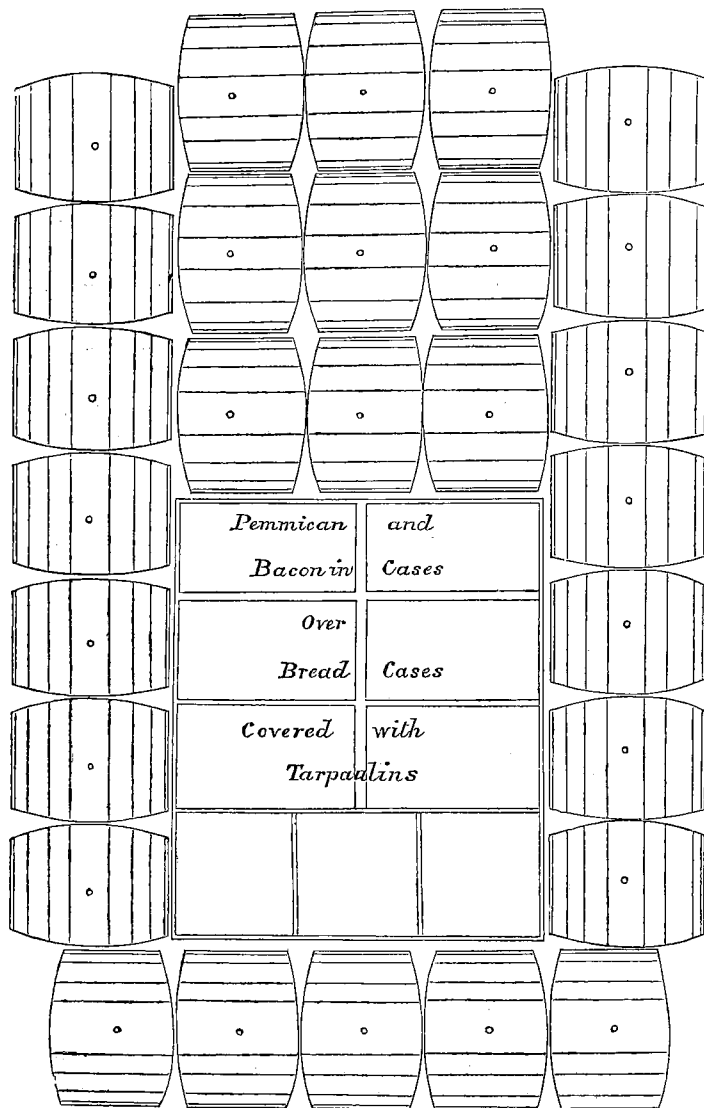 Pemmican and
Bacon in Cases
Over
Bread Cases
Covered with
Tarpaulins